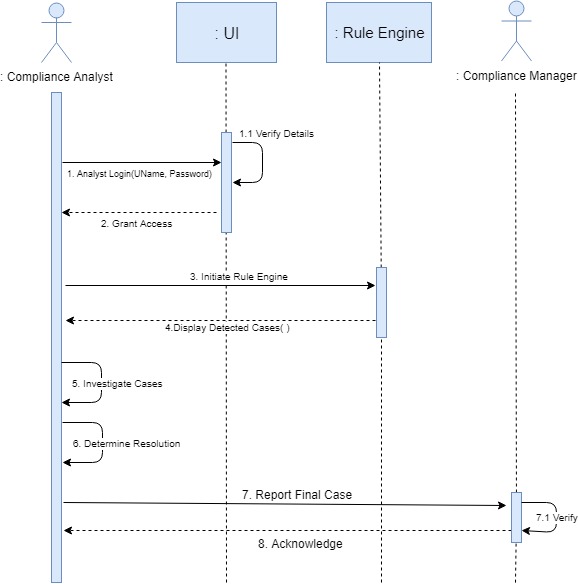 : UI
: Rule Engine
: Compliance Analyst
: Compliance Manager
1.1 Verify Details
1. Analyst Login(UName, Password)
2. Grant Access
3. Initiate Rule Engine
4.Display Detected Cases( )
5. Investigate Cases
6. Determine Resolution
7. Report Final Case
7.1 Verify
8. Acknowledge